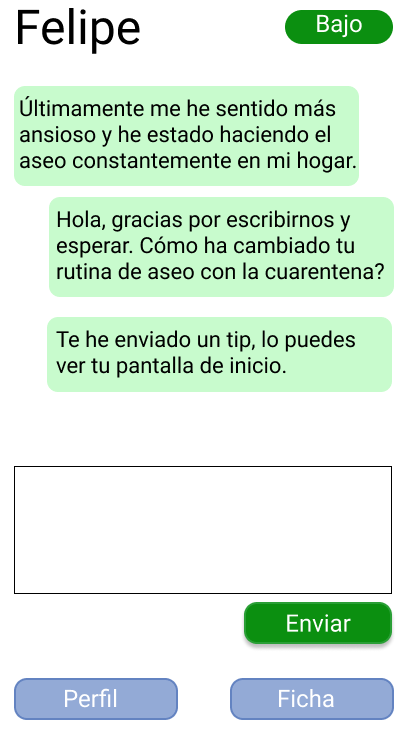 Felipe
Bajo
Últimamente me he sentido más
ansioso y he estado haciendo el
aseo constantemente en mi hogar.
Hola, gracias por escribirnos y
esperar. Cómo ha cambiado tu
rutina de aseo con la cuarentena?
Te he enviado un tip, lo puedes
ver tu pantalla de inicio.
Enviar
Perfil
Ficha